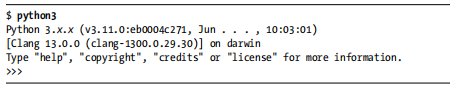 $ python3
Python 3.x.x (v3.11.0:eb0004c271, Jun . . . , 10:03:01)
[Clang 13.0.0 (clang-1300.0.29.30)] on darwin
Type "help", "copyright", "credits" or "license" for more information.
>>>